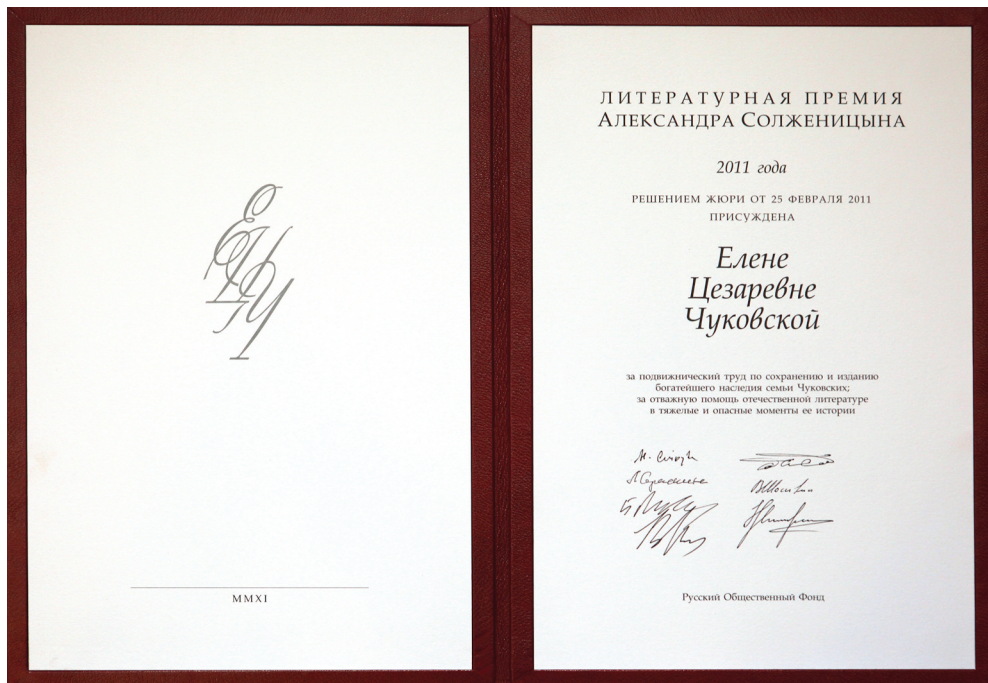 ЕЦЧ
MMXI
ЛИТЕРАТУРНАЯ ПРЕМИЯ
АЛЕКСАНДРА СОЛЖЕНИЦЫНА
2011 года
РЕШЕНИЕМ ЖЮРИ ОТ 25 ФЕВРАЛЯ 2011
ПРИСУЖДЕНА
Елене
Цезаревне
Чуковской
за подвижнический труд по сохранению и изданию
богатейшего наследия семьи Чуковских;
за отважную помощь отечественной литературе
в тяжелые и опасные моменты ее истории
Русский Общественный Фонд